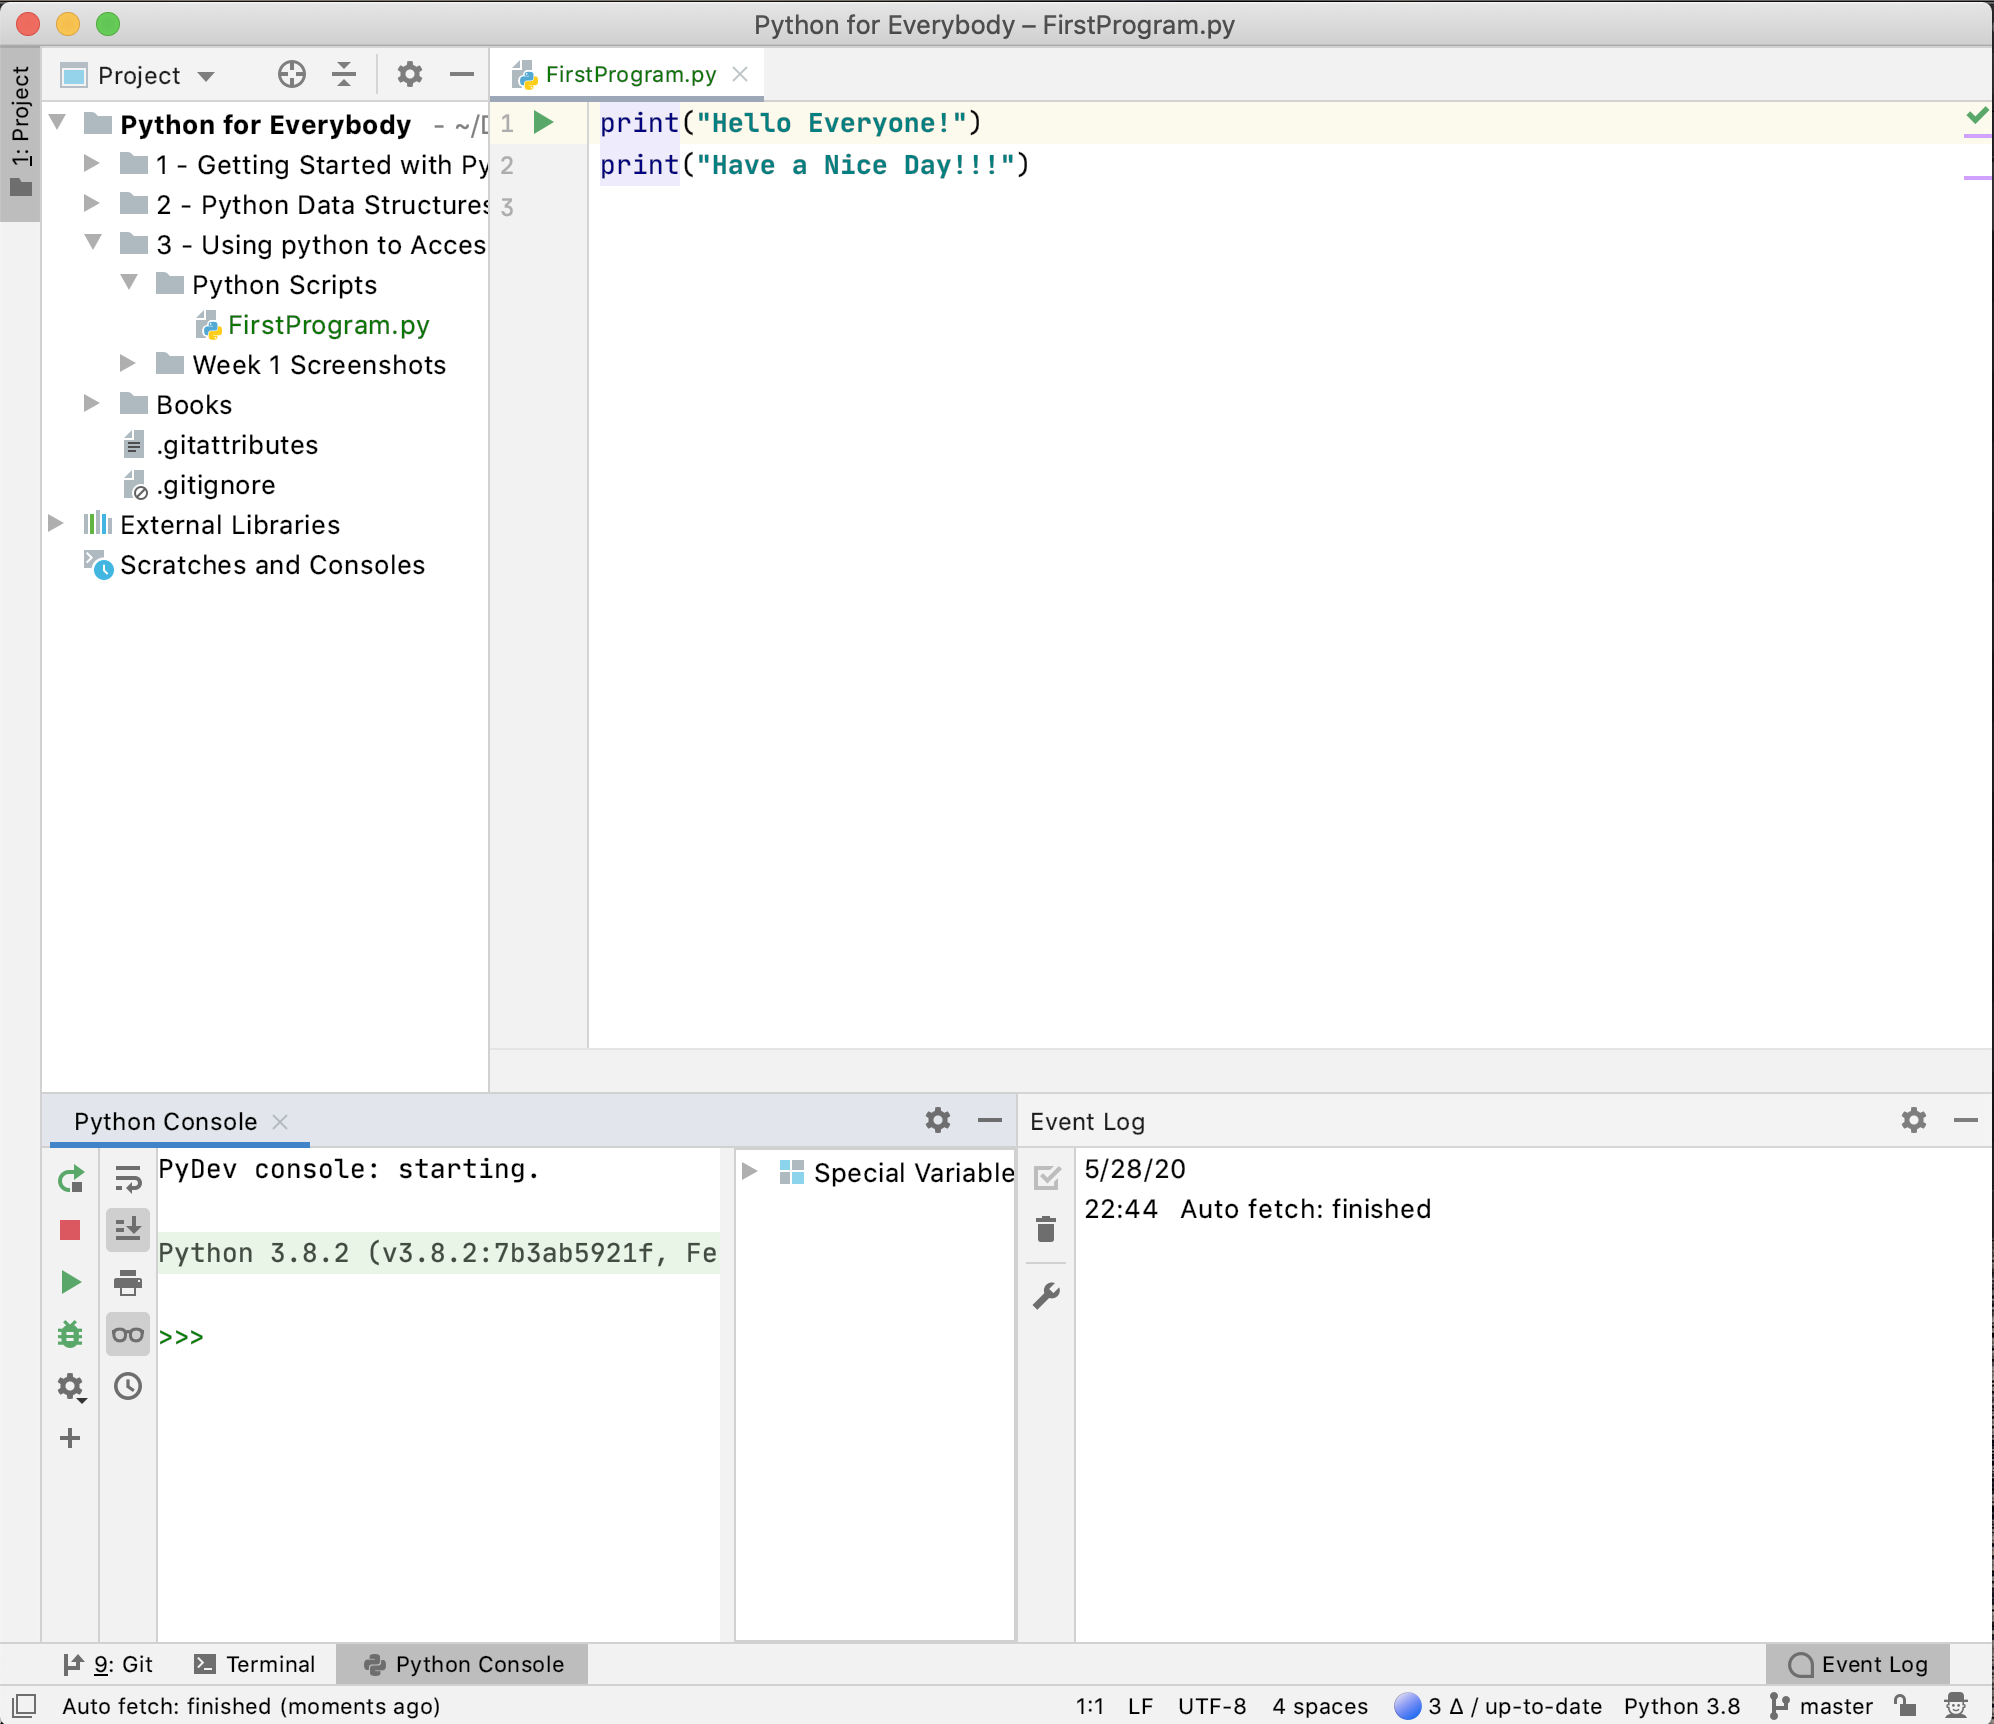 Python for Everybody – FirstProgram.py
1: Project
Project
Python for Everybody - ~/D
1 - Getting Started with Py
2 - Python Data Structures
3 - Using python to Acces
Python Scripts
FirstProgram.py
Week 1 Screenshots
Books
.gitattributes
.gitignore
External Libraries
Scratches and Consoles
FirstProgram.py
1 print("Hello Everyone!")
2 print("Have a Nice Day!!!")
3
Python Console
PyDev console: starting.
Python 3.8.2 (v3.8.2:7b3ab5921f, Fe
>>>
Special Variable
Event Log
5/28/20
22:44 Auto fetch: finished
9: Git Terminal Python Console Event Log
Auto fetch: finished (moments ago) 1:1 LF UTF-8 4 spaces 3 Δ / up-to-date Python 3.8 master